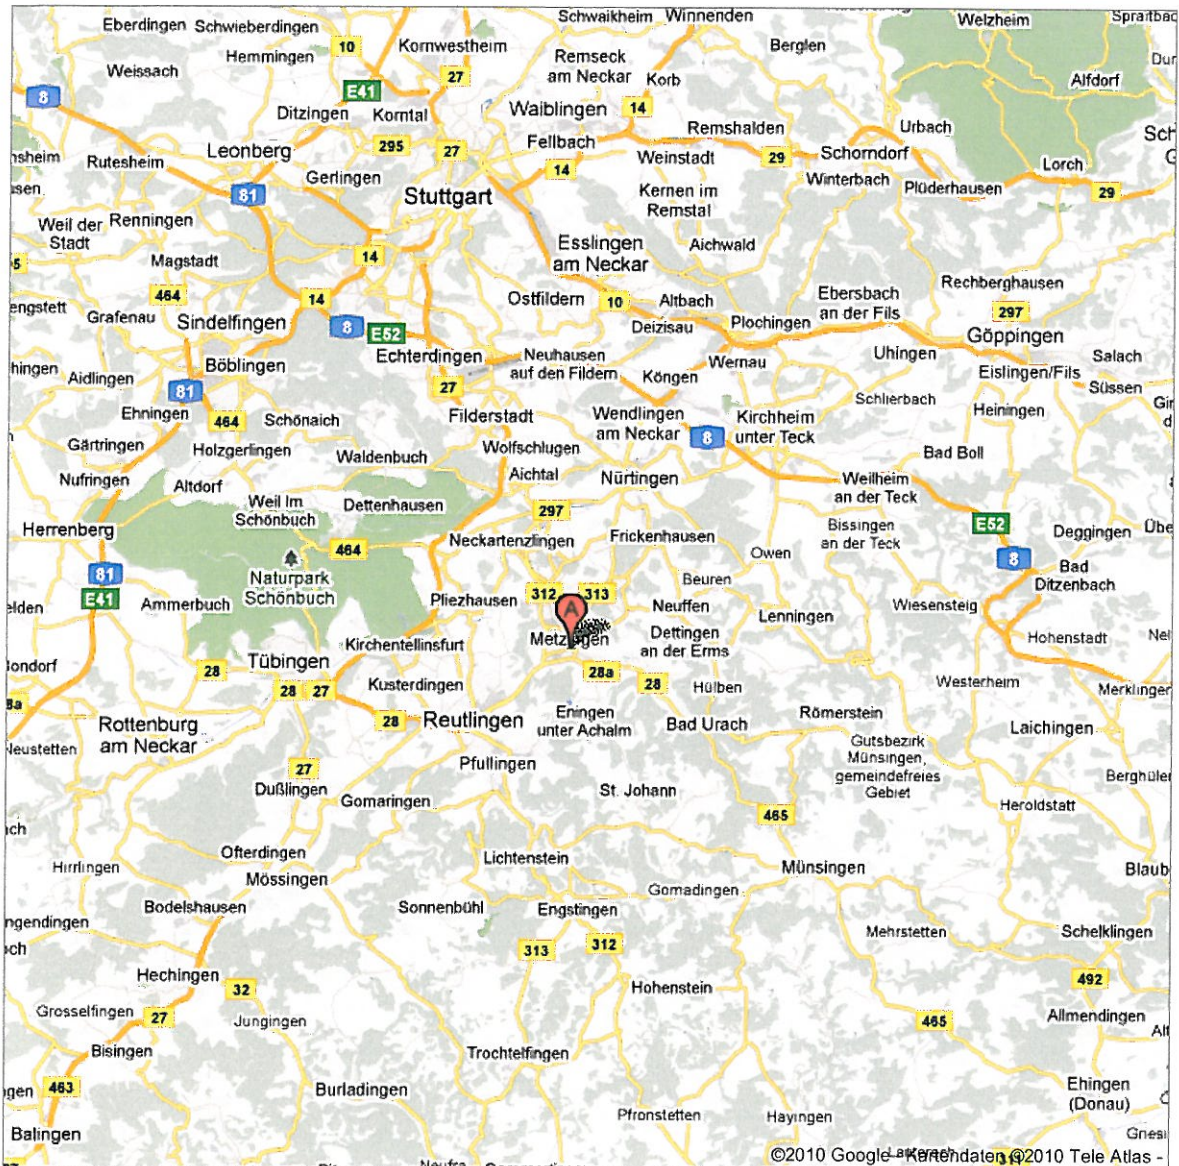 Eberdingen
Schwieberdingen
Schwaikheim
Winnenden
Welzheim
10
Kornwestheim
Remseck
am Neckar
Berglen
Hemmingen
Weissach
27
Korb
Alfdorf
8
E41
Ditzingen
Korntal
Waiblingen
14
Remshalden
Urbach
Rutesheim
Leonberg
295
27
Fellbach
14
Weinstadt
29
Schorndorf
Lorch
Gerlingen
Winterbach
Plüderhausen
29
81
Stuttgart
Kernen im
Remstal
Weil der
Stadt
Renningen
Esslingen
am Neckar
Aichwald
Magstadt
14
464
14
Ostfildern
10
Altbach
Ebersbach
an der Fils
Rechberghausen
297
Grafenau
Sindelfingen
8
E52
Deizisau
Plochingen
Göppingen
Echterdingen
Neuhausen
auf den Fildern
Wernau
Uhingen
Salach
Aidlingen
Böblingen
Köngen
Eislingen/Fils
Süssen
81
27
Schlierbach
Ehningen
464
Schönaich
Filderstadt
Wendlingen
am Neckar
Kirchheim
unter Teck
Heiningen
8
Gärtringen
Holzgerlingen
Waldenbuch
Wolfschlugen
Bad Boll
Nufringen
Altdorf
Aichtal
Nürtingen
Weilheim
an der Teck
Weil Im
Schönbuch
Dettenhausen
297
E52
Herrenberg
464
Neckartenzlingen
Frickenhausen
Bissingen
an der Teck
Deggingen
Naturpark
Schönbuch
Owen
8
Bad
Ditzenbach
81
E41
Ammerbuch
Pliezhausen
312
313
Beuren
Neuffen
Lenningen
Wiesensteig
A
Metzingen
Dettingen
an der Erms
Hohenstadt
Kirchentellinsfurt
28
Tübingen
28
27
Kusterdingen
28a
28
Hülben
Westerheim
Merklingen
28
Reutlingen
Eningen
unter Achalm
Bad Urach
Römerstein
Laichingen
Rottenburg
am Neckar
Neustetten
Gutsbezirk
Münsingen,
gemeindefreies
Gebiet
27
Dußlingen
Pfullingen
St. Johann
Gomaringen
465
Heroldstatt
Hirrlingen
Ofterdingen
Mössingen
Lichtenstein
Münsingen
Gomadingen
Bodelshausen
Sonnenbühl
Engstingen
Mehrstetten
Schelklingen
313
312
Hechingen
32
Hohenstein
492
Grosselfingen
27
Jungingen
465
Allmendingen
Bisingen
Trochtelfingen
463
Burladingen
Ehingen
(Donau)
Pfronstetten
Hayingen
Balingen
©2010 Google - Kartendaten ©2010 Tele Atlas -